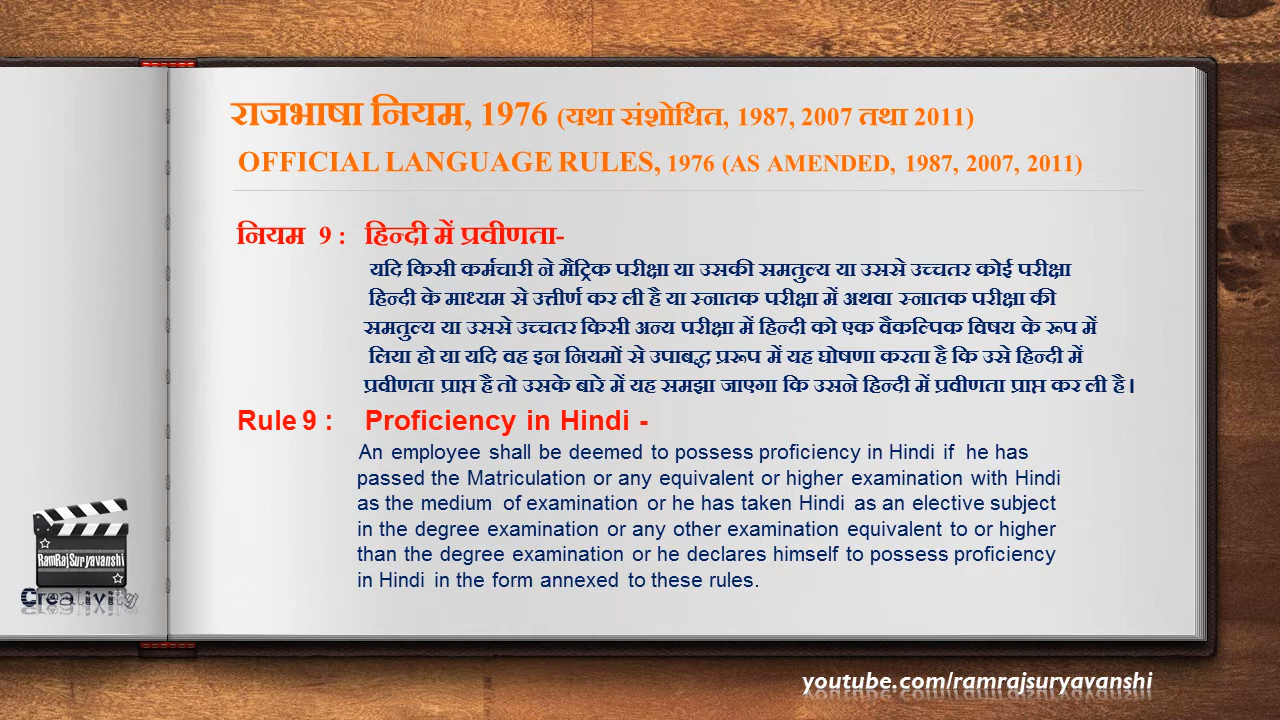 राजभाषा नियम, 1976 (यथा संशोधित, 1987, 2007 तथा 2011)
OFFICIAL LANGUAGE RULES, 1976 (AS AMENDED, 1987, 2007, 2011)
नियम 9 : हिन्दी में प्रवीणता-
यदि किसी कर्मचारी ने मैट्रिक परीक्षा या उसकी समतुल्य या उससे उच्चतर कोई परीक्षा
हिन्दी के माध्यम से उत्तीर्ण कर ली है या स्नातक परीक्षा में अथवा स्नातक परीक्षा की
समतुल्य या उससे उच्चतर किसी अन्य परीक्षा में हिन्दी को एक वैकल्पिक विषय के रूप में
लिया हो या यदि वह इन नियमों से उपाबद्ध प्ररूप में यह घोषणा करता है कि उसे हिन्दी में
प्रवीणता प्राप्त है तो उसके बारे में यह समझा जाएगा कि उसने हिन्दी में प्रवीणता प्राप्त कर ली है।
Rule 9 : Proficiency in Hindi -
An employee shall be deemed to possess proficiency in Hindi if he has
passed the Matriculation or any equivalent or higher examination with Hindi
as the medium of examination or he has taken Hindi as an elective subject
in the degree examination or any other examination equivalent to or higher
than the degree examination or he declares himself to possess proficiency
in Hindi in the form annexed to these rules.
RamRajSuryavanshi
Creativity
youtube.com/ramrajsuryavanshi